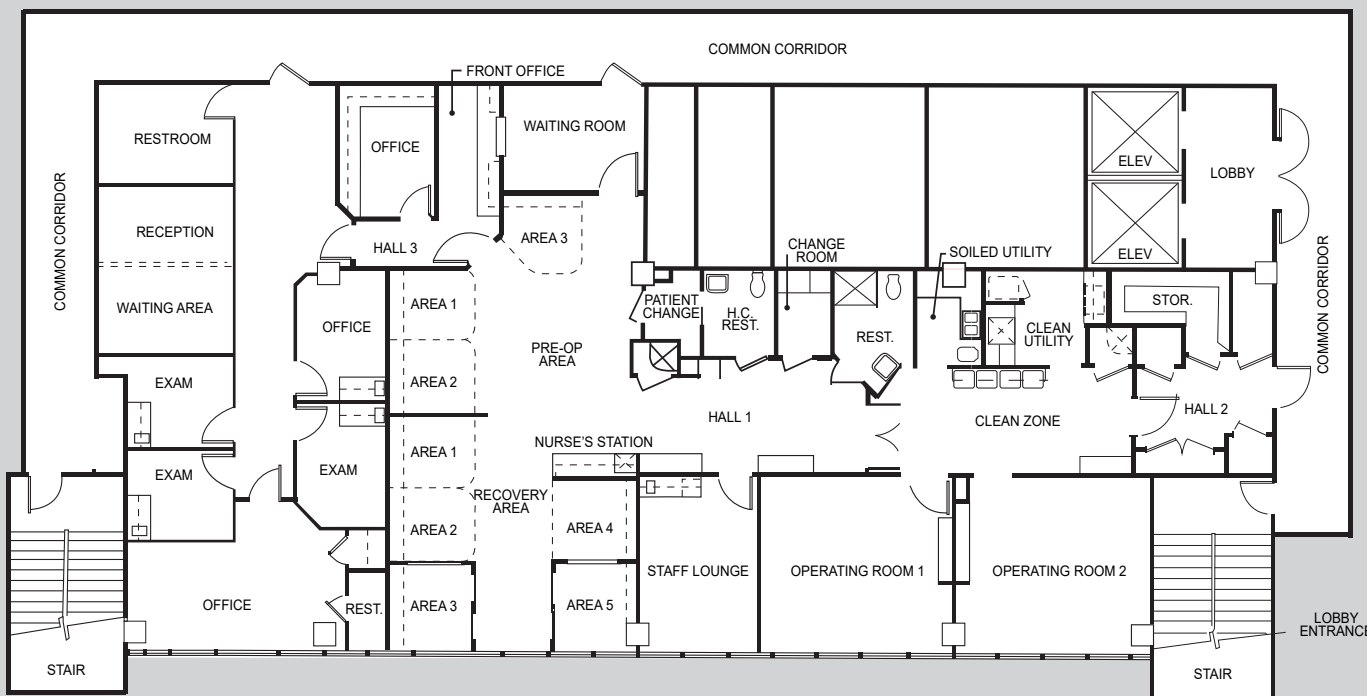 COMMON CORRIDOR
FRONT OFFICE
WAITING ROOM
RESTROOM
OFFICE
ELEV
LOBBY
COMMON CORRIDOR
RECEPTION
AREA 3
HALL 3
CHANGE
ROOM
SOILED UTILITY
ELEV
COMMON CORRIDOR
WAITING AREA
AREA 1
PATIENT
CHANGE
H.C.
REST.
STOR.
OFFICE
REST.
CLEAN
UTILITY
PRE-OP
AREA
EXAM
AREA 2
HALL 1
CLEAN ZONE
HALL 2
NURSE'S STATION
AREA 1
EXAM
EXAM
RECOVERY
AREA
AREA 2
AREA 4
STAFF LOUNGE
OPERATING ROOM 1
OPERATING ROOM 2
OFFICE
REST.
AREA 3
AREA 5
LOBBY
ENTRANCE
STAIR
STAIR